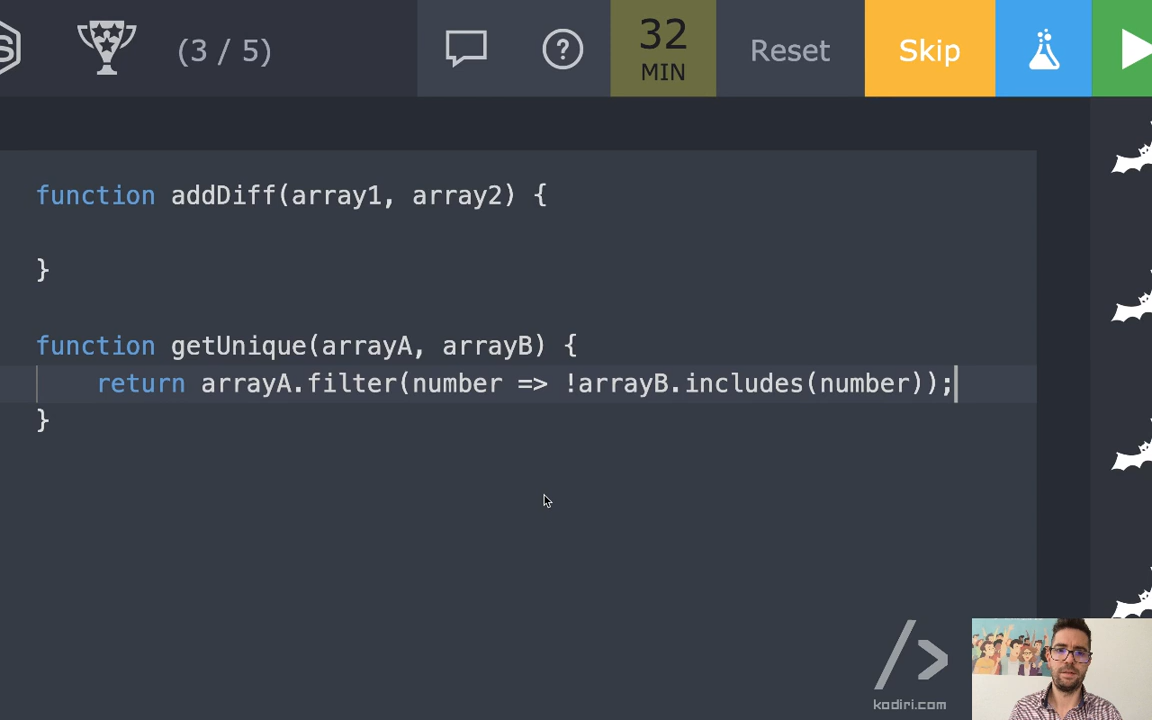 S
(3 / 5)
?
32
MIN
Reset
Skip
function addDiff(array1, array2) {
}
function getUnique(arrayA, arrayB) {
return arrayA.filter(number => !arrayB.includes(number));
}
/>
kodiri.com